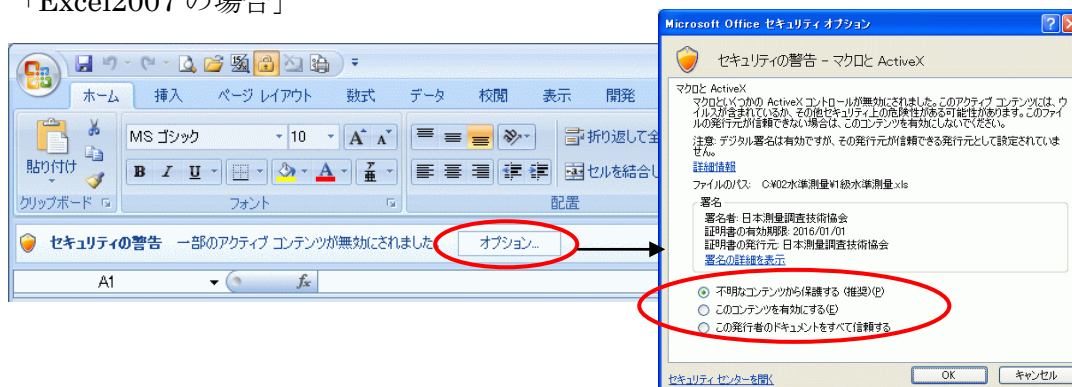 「Excel2007 の場合」
ホーム 挿入 ページ レイアウト 数式 データ 校閲 表示 開発
MS ゴシック 10 A A 折り返して全
貼り付け B I U A 亜 セルを結合し
クリップボード フォント 配置
セキュリティの警告 一部のアクティブ コンテンツが無効にされました。 オプション...
A1 fx
Microsoft Office セキュリティ オプション
セキュリティの警告 - マクロと ActiveX
マクロと ActiveX
マクロといくつかの ActiveX コントロールが無効にされました。このアクティブ コンテンツには、ウ
イルスが含まれているか、その他セキュリティ上の危険性がある可能性があります。このファイ
ルの発行元が信頼できない場合は、このコンテンツを有効にしないでください。
注意: デジタル署名は有効ですが、その発行元が信頼できる発行元として設定されていま
せん。
詳細情報
ファイルのパス: C:¥02水準測量¥1級水準測量.xls
署名
署名者: 日本測量調査技術協会
証明書の有効期限: 2016/01/01
証明書の発行元: 日本測量調査技術協会
署名の詳細を表示
不明なコンテンツから保護する (推奨)(P)
このコンテンツを有効にする(E)
この発行者のドキュメントをすべて信頼する
セキュリティ センターを開く OK キャンセル